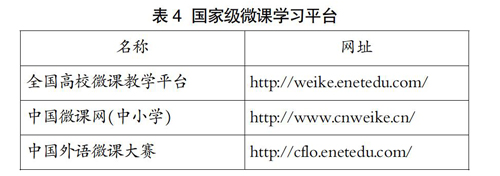 表 4 国家级微课学习平台
名称 网址
全国高校微课教学平台 http://weike.enetedu.com/
中国微课网(中小学) http://www.cnweike.cn/
中国外语微课大赛 http://cflo.enetedu.com/